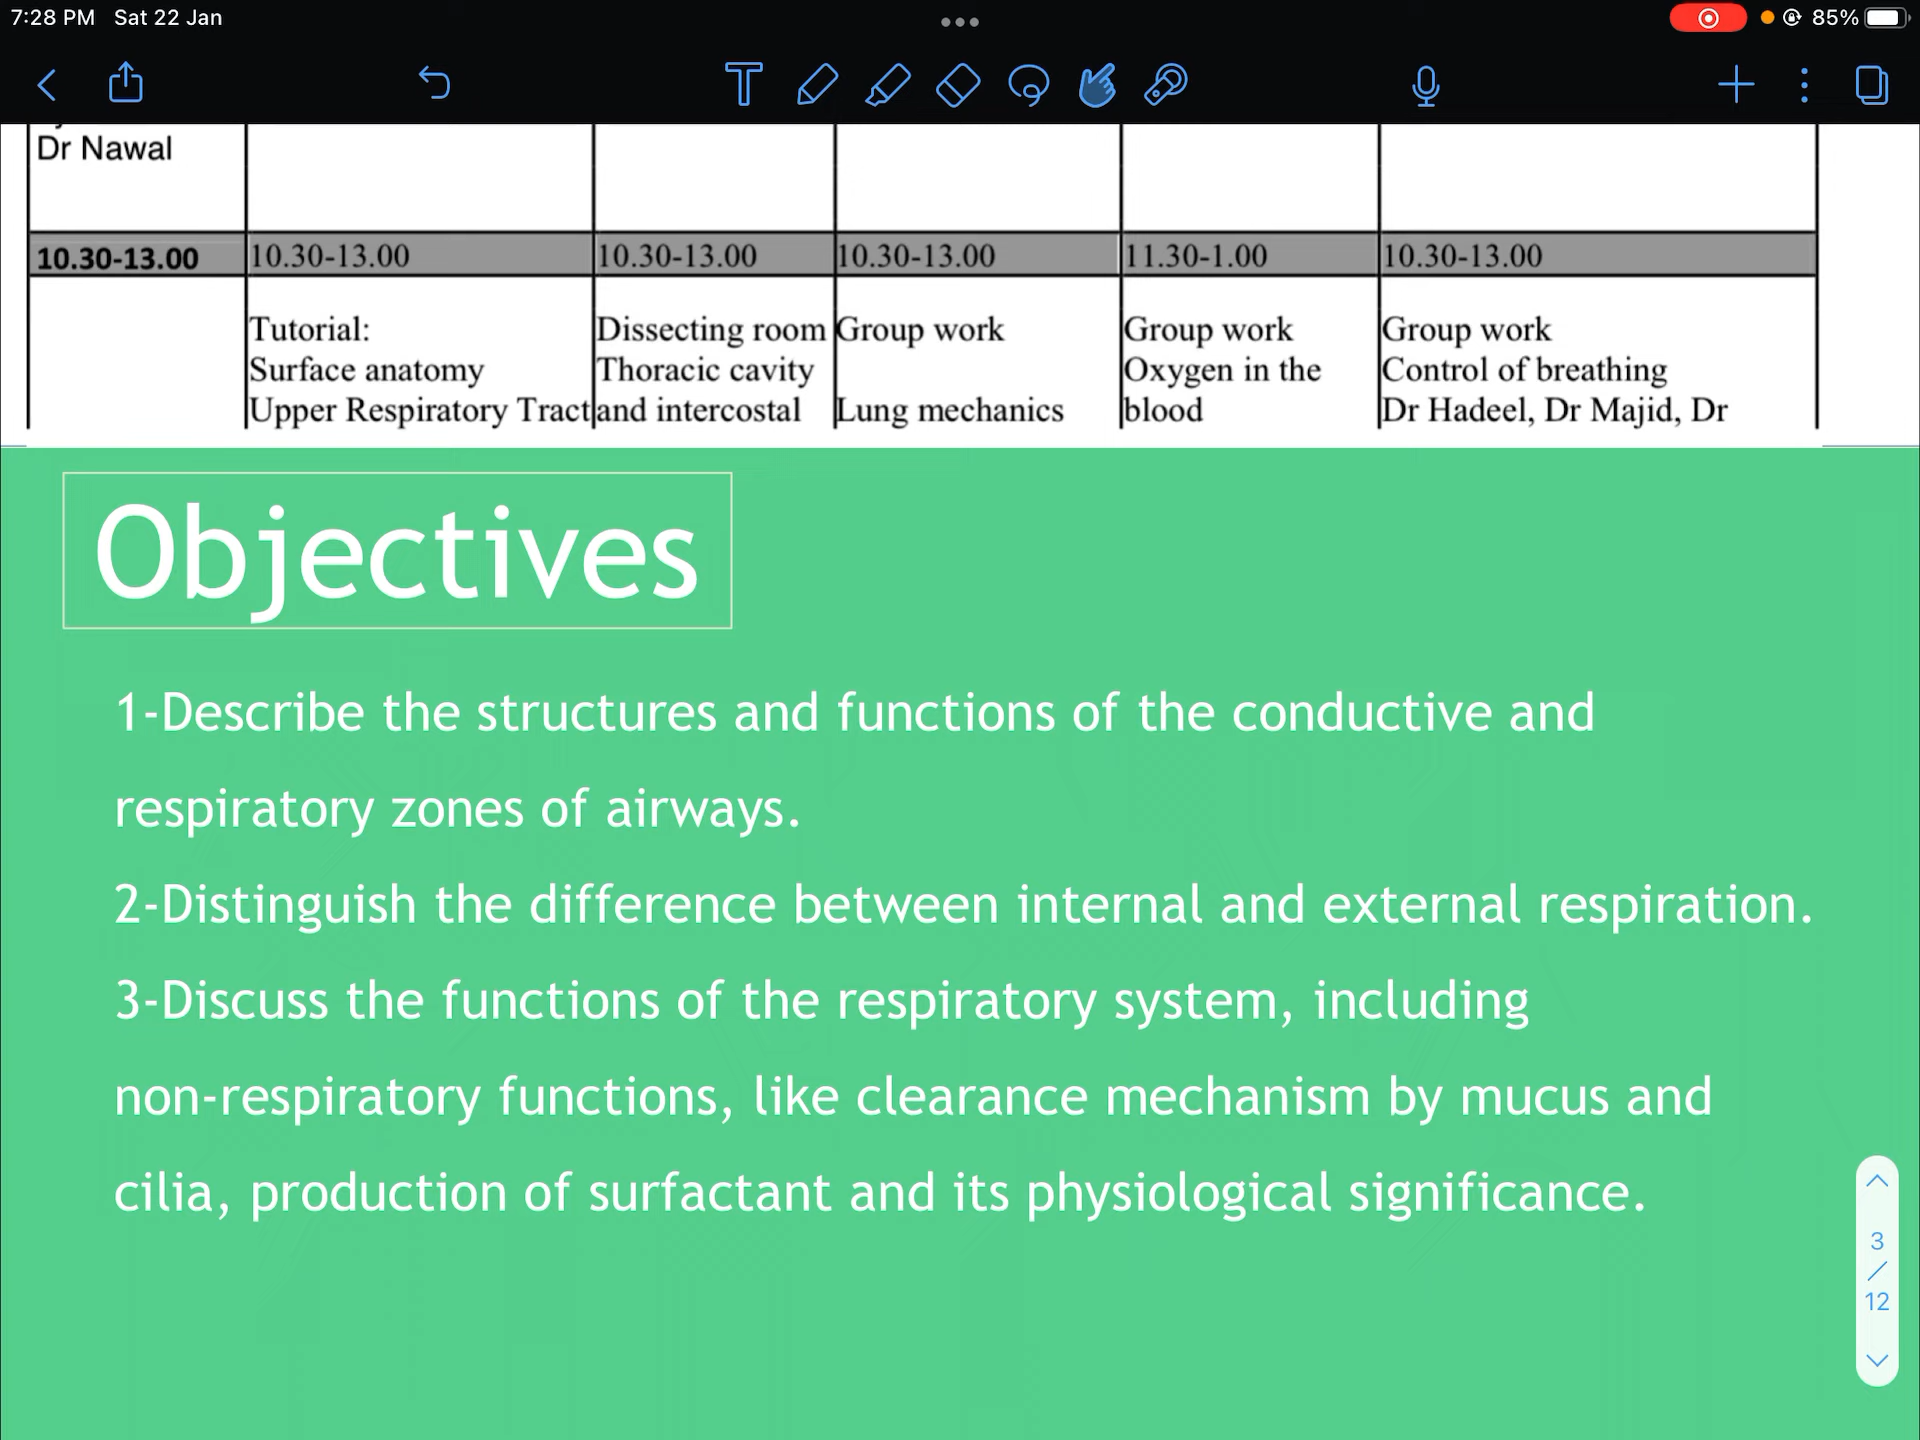 7:28 PM Sat 22 Jan
85%
Dr Nawal
10.30-13.00 10.30-13.00 10.30-13.00 10.30-13.00 11.30-1.00 10.30-13.00
Tutorial: Dissecting room Group work Group work Group work
Surface anatomy Thoracic cavity Oxygen in the Control of breathing
Upper Respiratory Tract and intercostal Lung mechanics blood Dr Hadeel, Dr Majid, Dr
Objectives
1-Describe the structures and functions of the conductive and
respiratory zones of airways.
2-Distinguish the difference between internal and external respiration.
3-Discuss the functions of the respiratory system, including
non-respiratory functions, like clearance mechanism by mucus and
cilia, production of surfactant and its physiological significance.
3
/
12